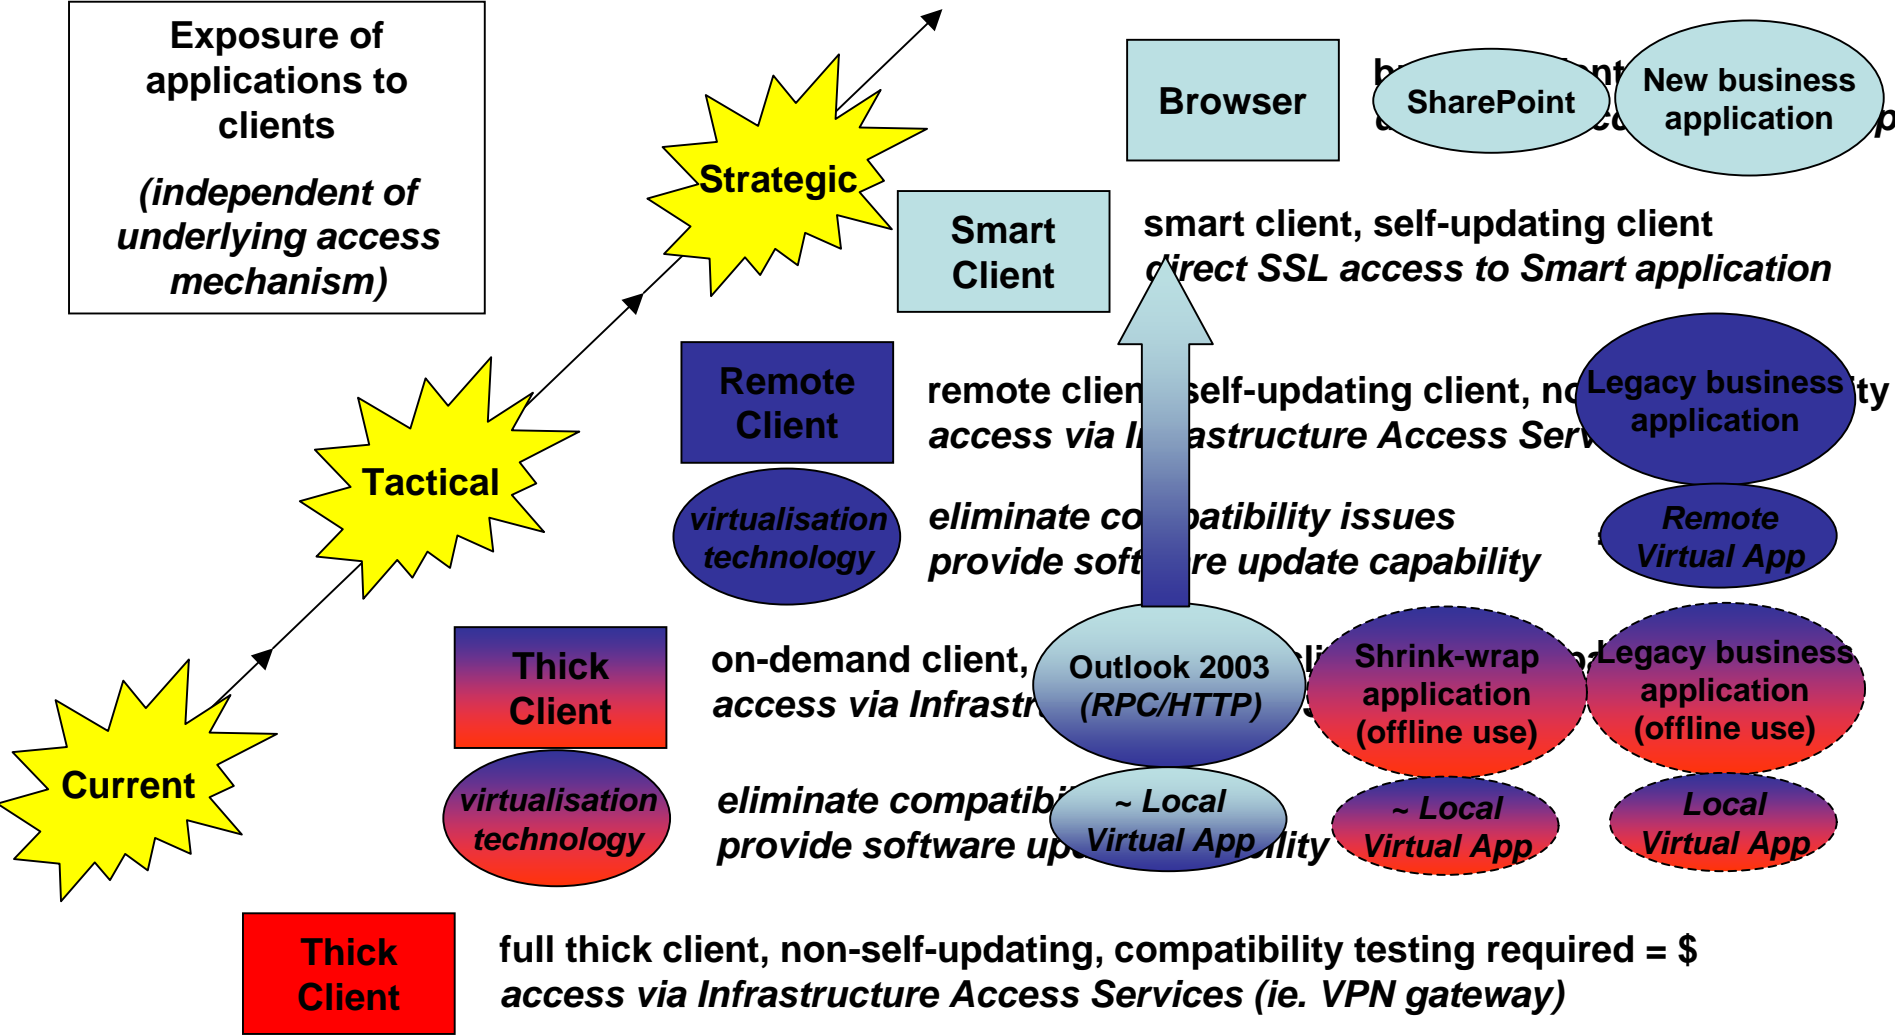 Exposure of
applications to
clients
(independent of
underlying access
mechanism)
Strategic
Tactical
Current
Browser
SharePoint
New business
application
Smart
Client
smart client, self-updating client
direct SSL access to Smart application
Remote
Client
remote client, self-updating client,
access via Infrastructure Access
Legacy business
application
virtualisation
technology
eliminate compatibility issues
provide software update capability
Remote
Virtual App
Thick
Client
on-demand client,
access via
Outlook 2003
(RPC/HTTP)
Shrink-wrap
application
(offline use)
Legacy business
application
(offline use)
virtualisation
technology
eliminate
provide software
~ Local
Virtual App
~ Local
Virtual App
Local
Virtual App
Thick
Client
full thick client, non-self-updating, compatibility testing required = $
access via Infrastructure Access Services (ie. VPN gateway)